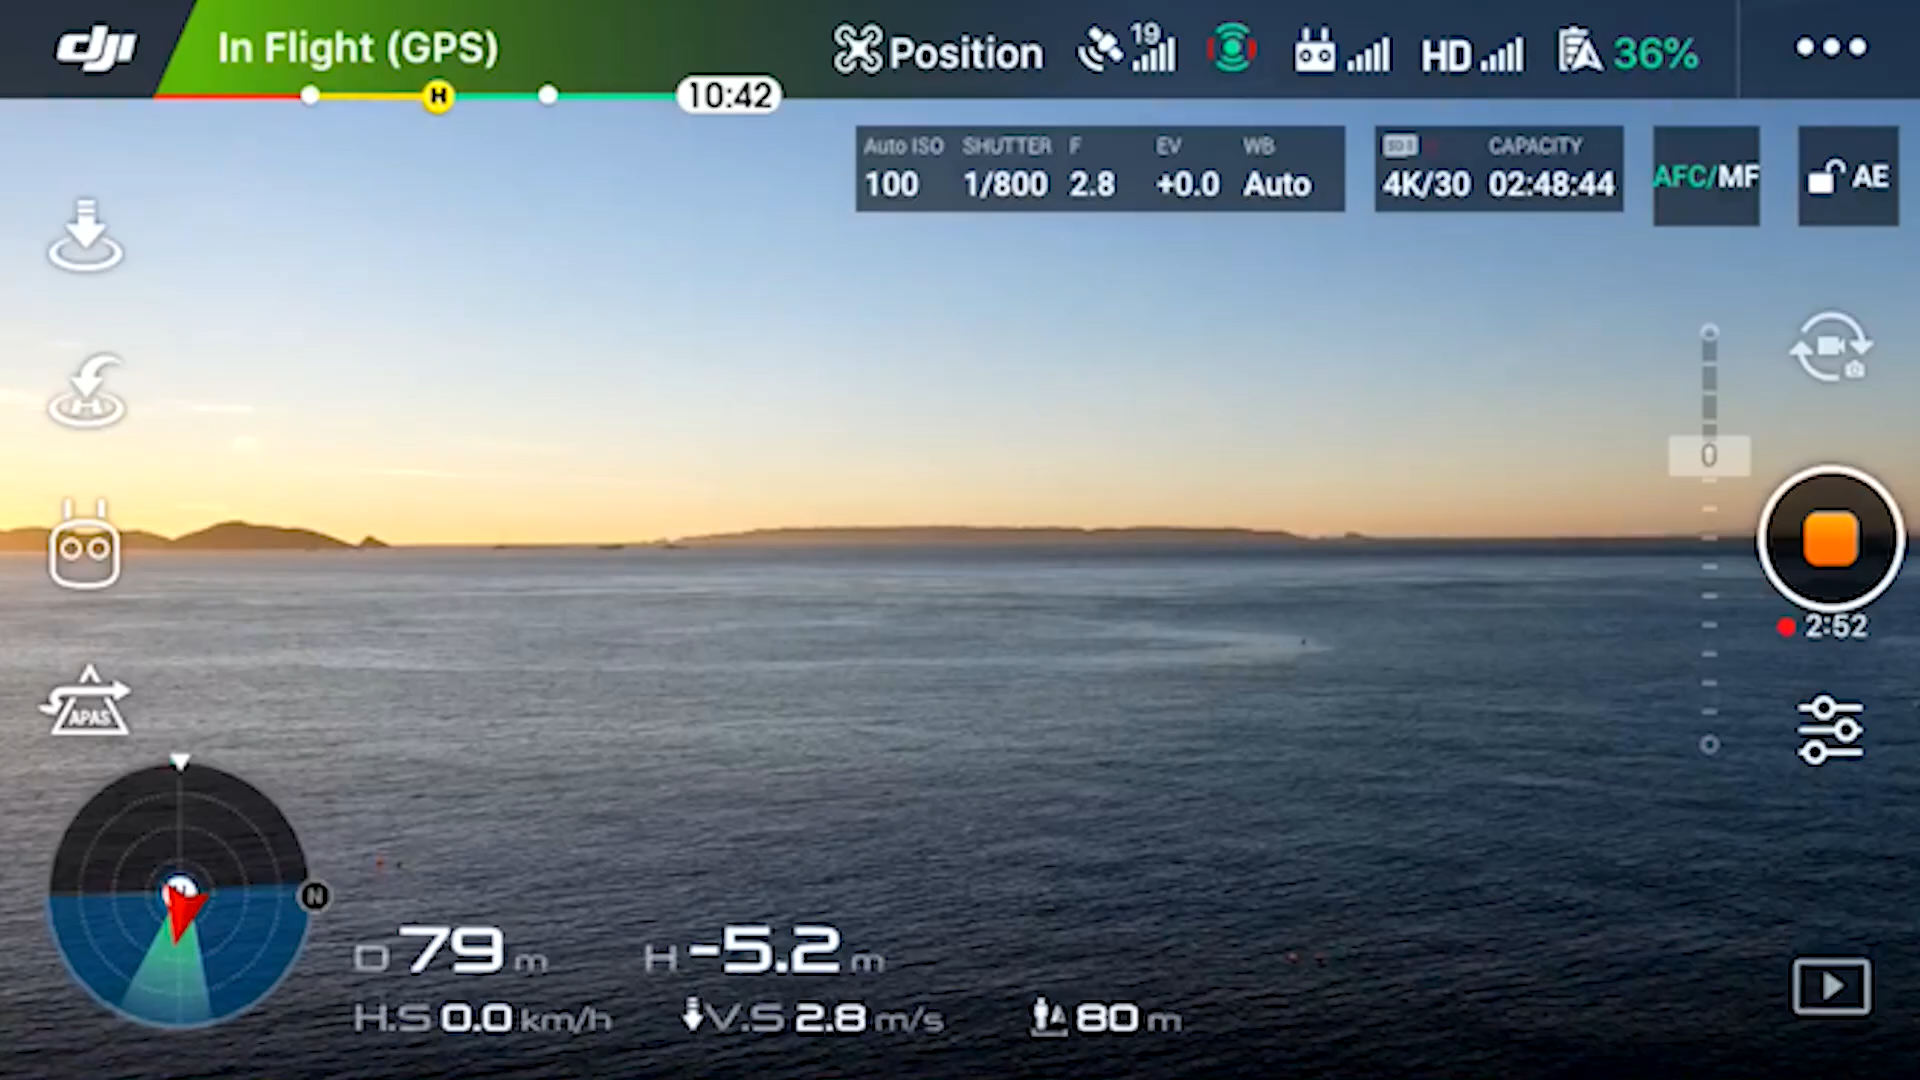 dji In Flight (GPS) Position 19 HD 36%
H 10:42
Auto ISO SHUTTER F EV WB CAPACITY
100 1/800 2.8 +0.0 Auto 4K/30 02:48:44 AFC/MF AE
0
2:52
APAS
N
D 79 m H -5.2 m
H.S 0.0 km/h V.S 2.8 m/s 80 m